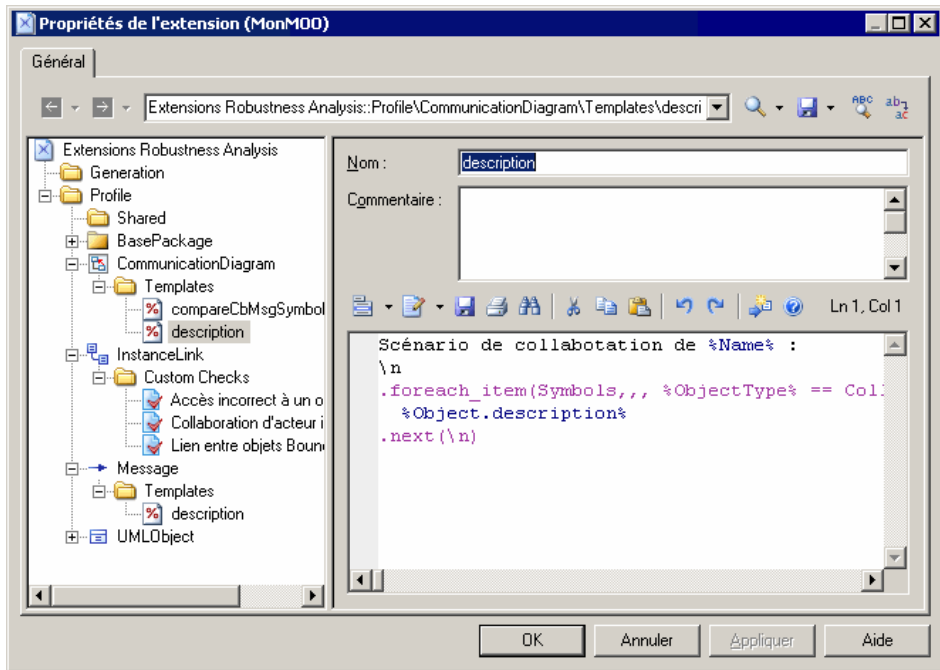 Propriétés de l'extension (MonMOO)
Général
Extensions Robustness Analysis::Profile\CommunicationDiagram\Templates\descri
ABC
ab
ac
Extensions Robustness Analysis
Generation
Profile
Shared
BasePackage
CommunicationDiagram
Templates
compareCbMsgSymbol
description
InstanceLink
Custom Checks
Accès incorrect à un o
Collaboration d'acteur i
Lien entre objets Boun
Message
Templates
description
UMLObject
Nom :
description
Commentaire :
Ln 1, Col 1
Scénario de collabotation de %Name% :
\n
.foreach_item(Symbols,,, %ObjectType% == Col
%Object.description%
.next(\n)
OK
Annuler
Appliquer
Aide